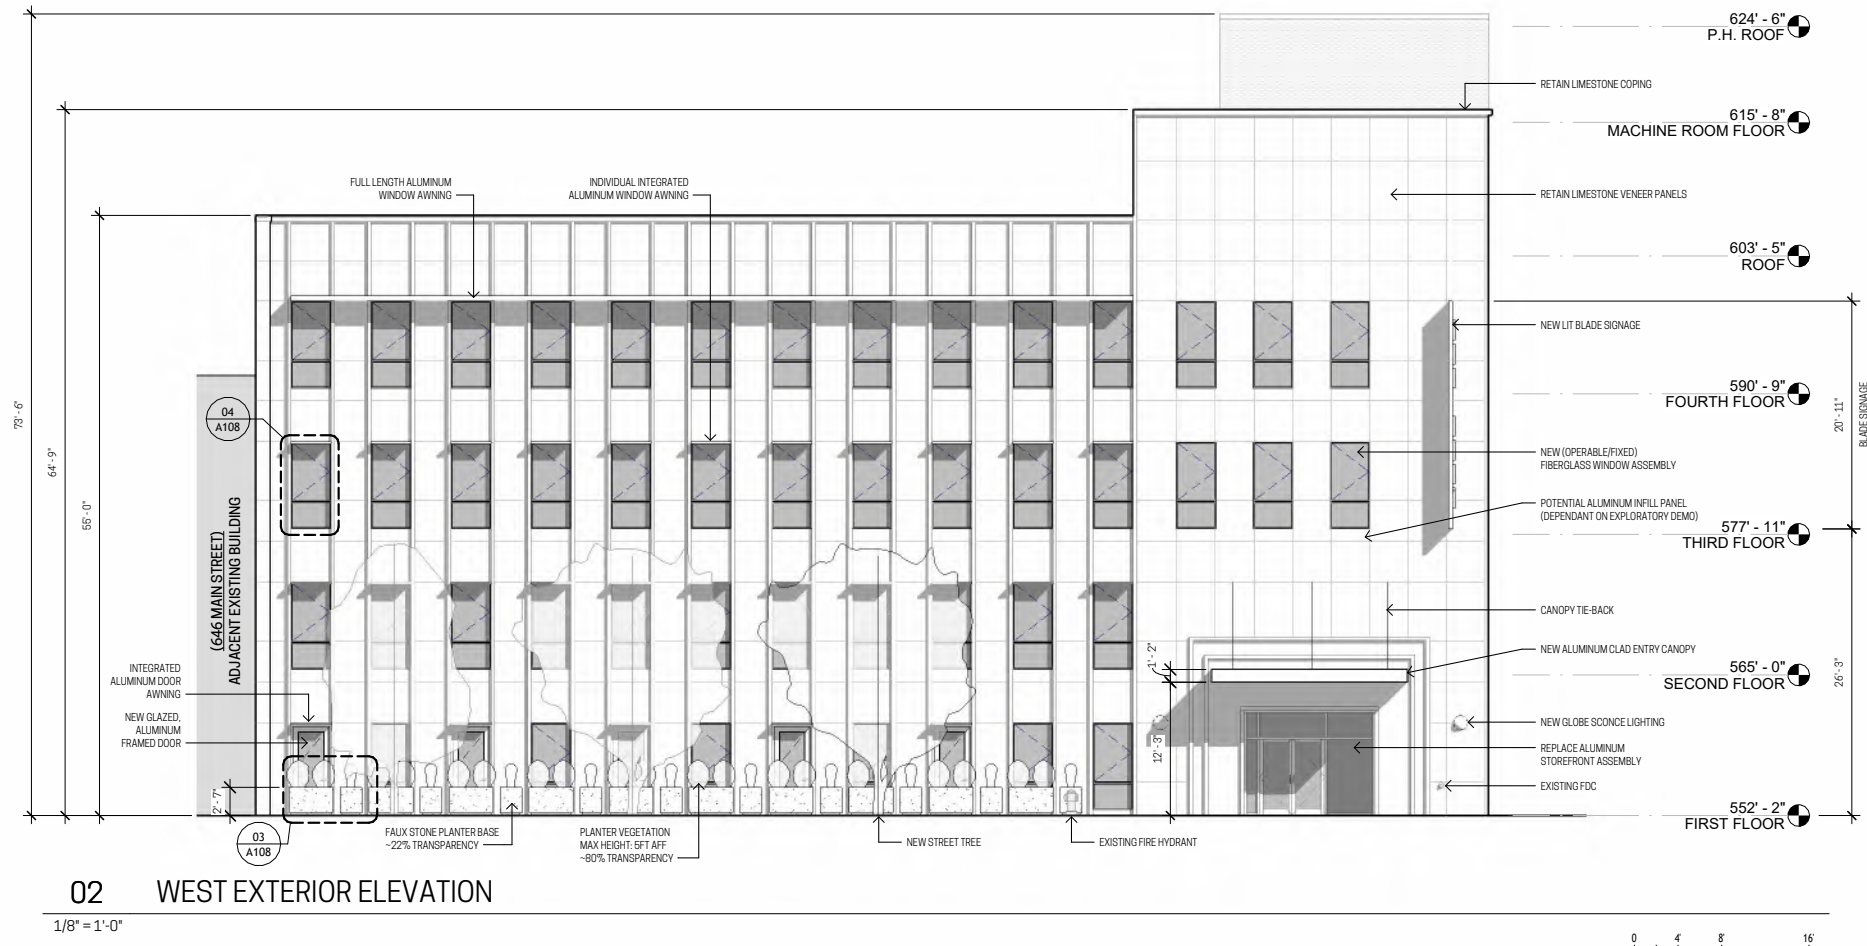 624' - 6"
P.H. ROOF
RETAIN LIMESTONE COPING
615' - 8"
MACHINE ROOM FLOOR
FULL LENGTH ALUMINUM
WINDOW AWNING
INDIVIDUAL INTEGRATED
ALUMINUM WINDOW AWNING
RETAIN LIMESTONE VENEER PANELS
603' - 5"
ROOF
NEW LIT BLADE SIGNAGE
590' - 9"
FOURTH FLOOR
20' - 11"
BLADE SIGNAGE
73' - 6"
64' - 9"
55' - 0"
04
A108
NEW (OPERABLE/FIXED)
FIBERGLASS WINDOW ASSEMBLY
POTENTIAL ALUMINUM INFILL PANEL
(DEPENDANT ON EXPLORATORY DEMO)
577' - 11"
THIRD FLOOR
(646 MAIN STREET)
ADJACENT EXISTING BUILDING
CANOPY TIE-BACK
1' - 2"
NEW ALUMINUM CLAD ENTRY CANOPY
565' - 0"
SECOND FLOOR
26' - 3"
INTEGRATED
ALUMINUM DOOR
AWNING
NEW GLAZED,
ALUMINUM
FRAMED DOOR
NEW GLOBE SCONCE LIGHTING
12' - 3"
REPLACE ALUMINUM
STOREFRONT ASSEMBLY
EXISTING FDC
2' - 7"
552' - 2"
FIRST FLOOR
03
A108
FAUX STONE PLANTER BASE
~22% TRANSPARENCY
PLANTER VEGETATION
MAX HEIGHT: 5FT AFF
~80% TRANSPARENCY
NEW STREET TREE
EXISTING FIRE HYDRANT
02 WEST EXTERIOR ELEVATION
1/8" = 1'-0"
0 4' 8' 16'